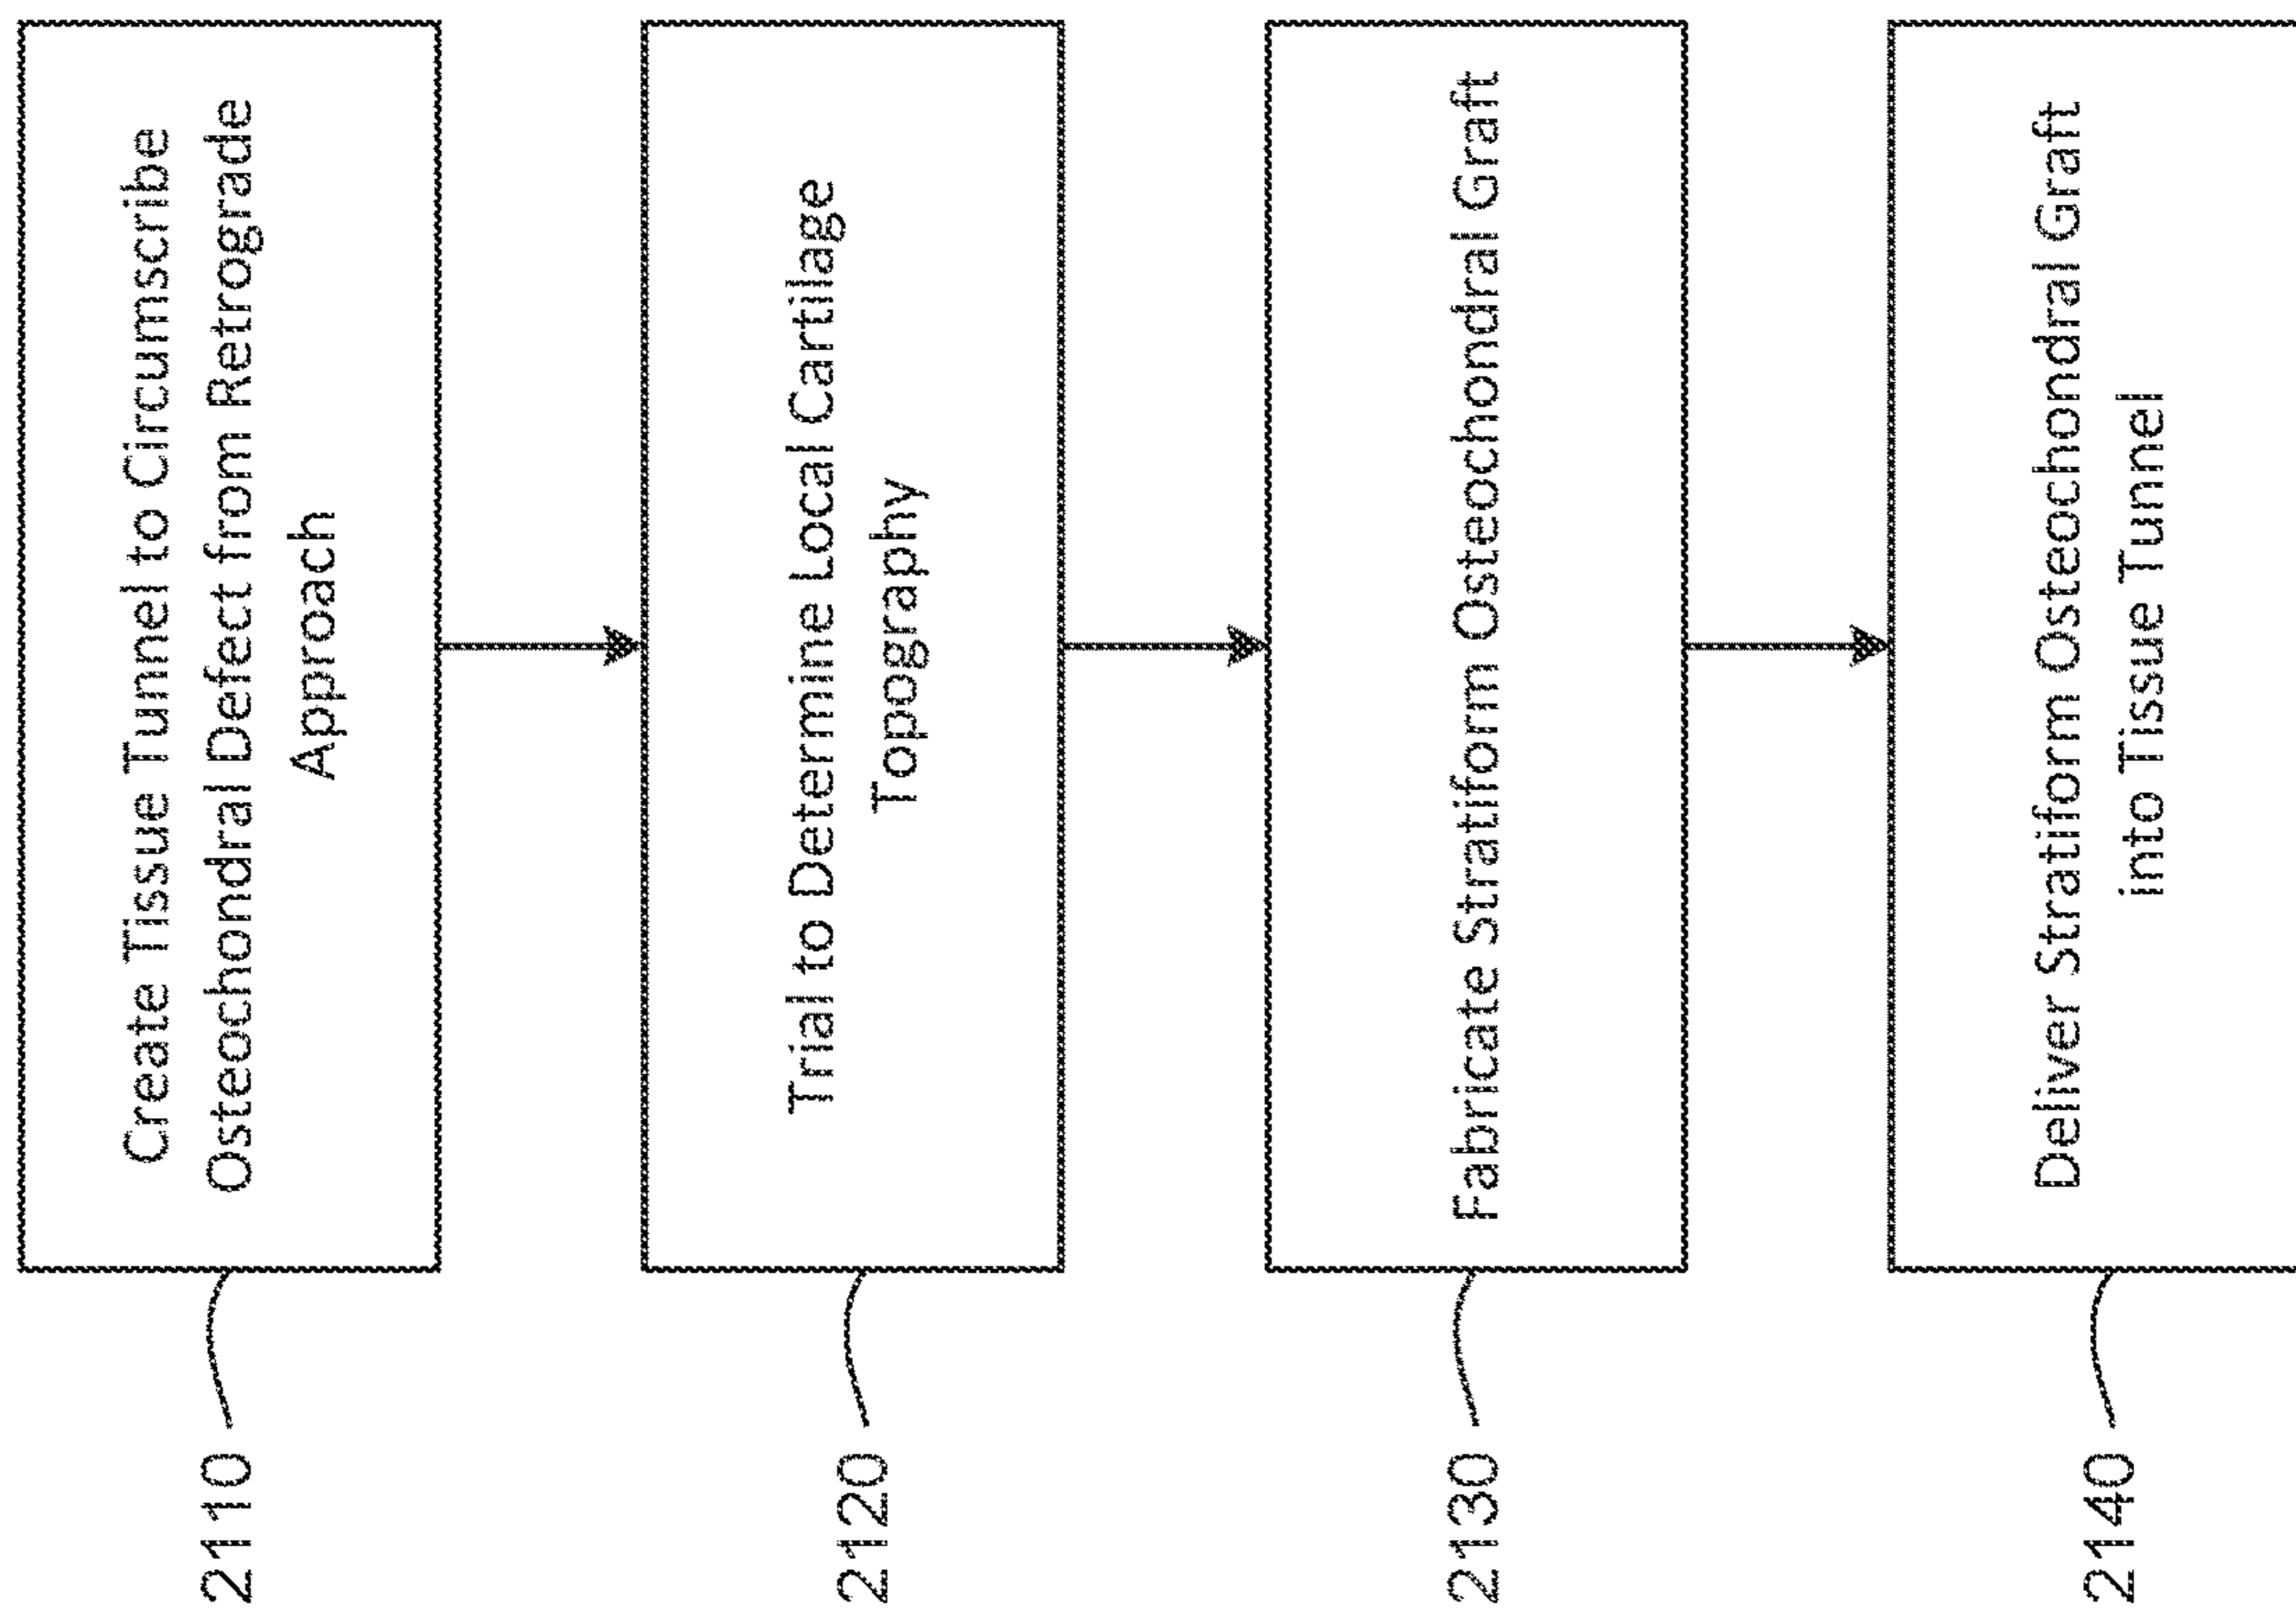 2110
Create Tissue Tunnel to Circumscribe
Osteochondral Defect from Retrograde
Approach
2120
Trial to Determine Local Cartilage
Topography
2130
Fabricate Stratiform Osteochondral Graft
2140
Deliver Stratiform Osteochondral Graft
into Tissue Tunnel